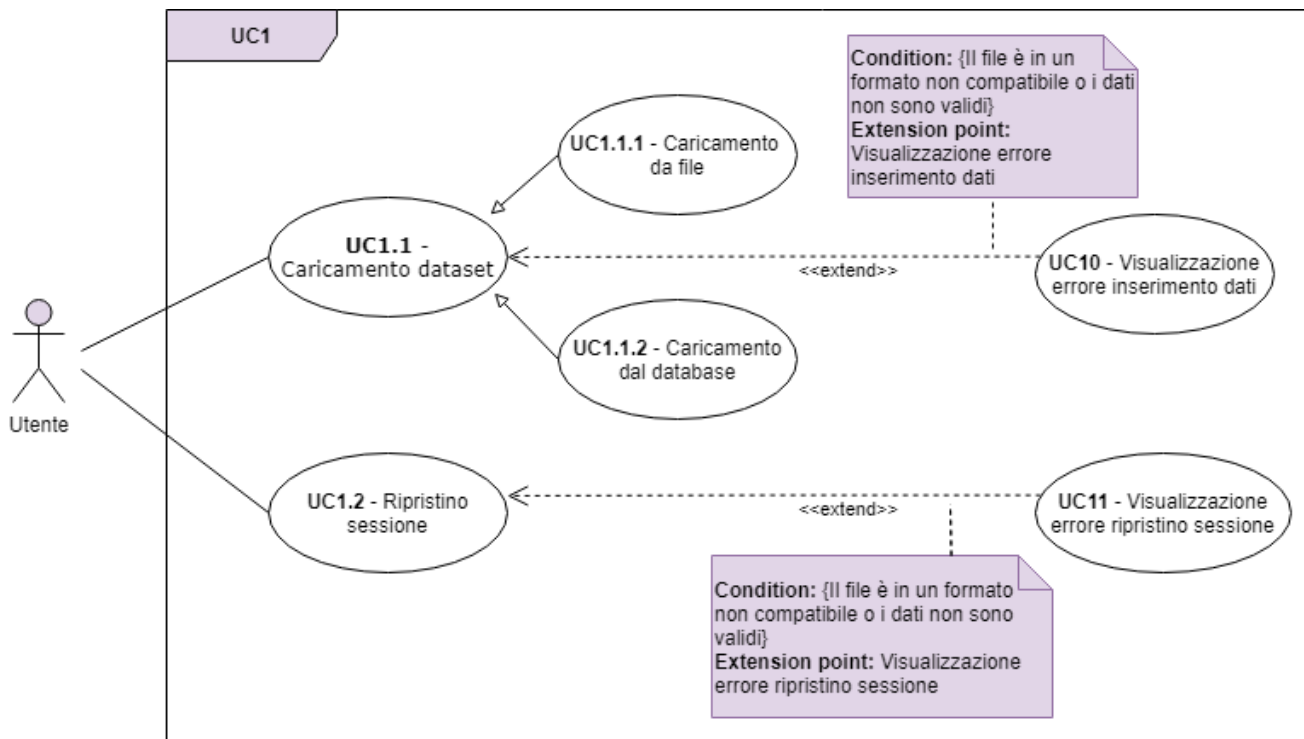 UC1
Condition: {Il file è in un
formato non compatibile o i dati
non sono validi}
Extension point:
Visualizzazione errore
inserimento dati
UC1.1.1 - Caricamento
da file
UC1.1 -
Caricamento dataset
<<extend>>
UC10 - Visualizzazione
errore inserimento dati
UC1.1.2 - Caricamento
dal database
Utente
UC1.2 - Ripristino
sessione
<<extend>>
UC11 - Visualizzazione
errore ripristino sessione
Condition: {Il file è in un formato
non compatibile o i dati non sono
validi}
Extension point: Visualizzazione
errore ripristino sessione